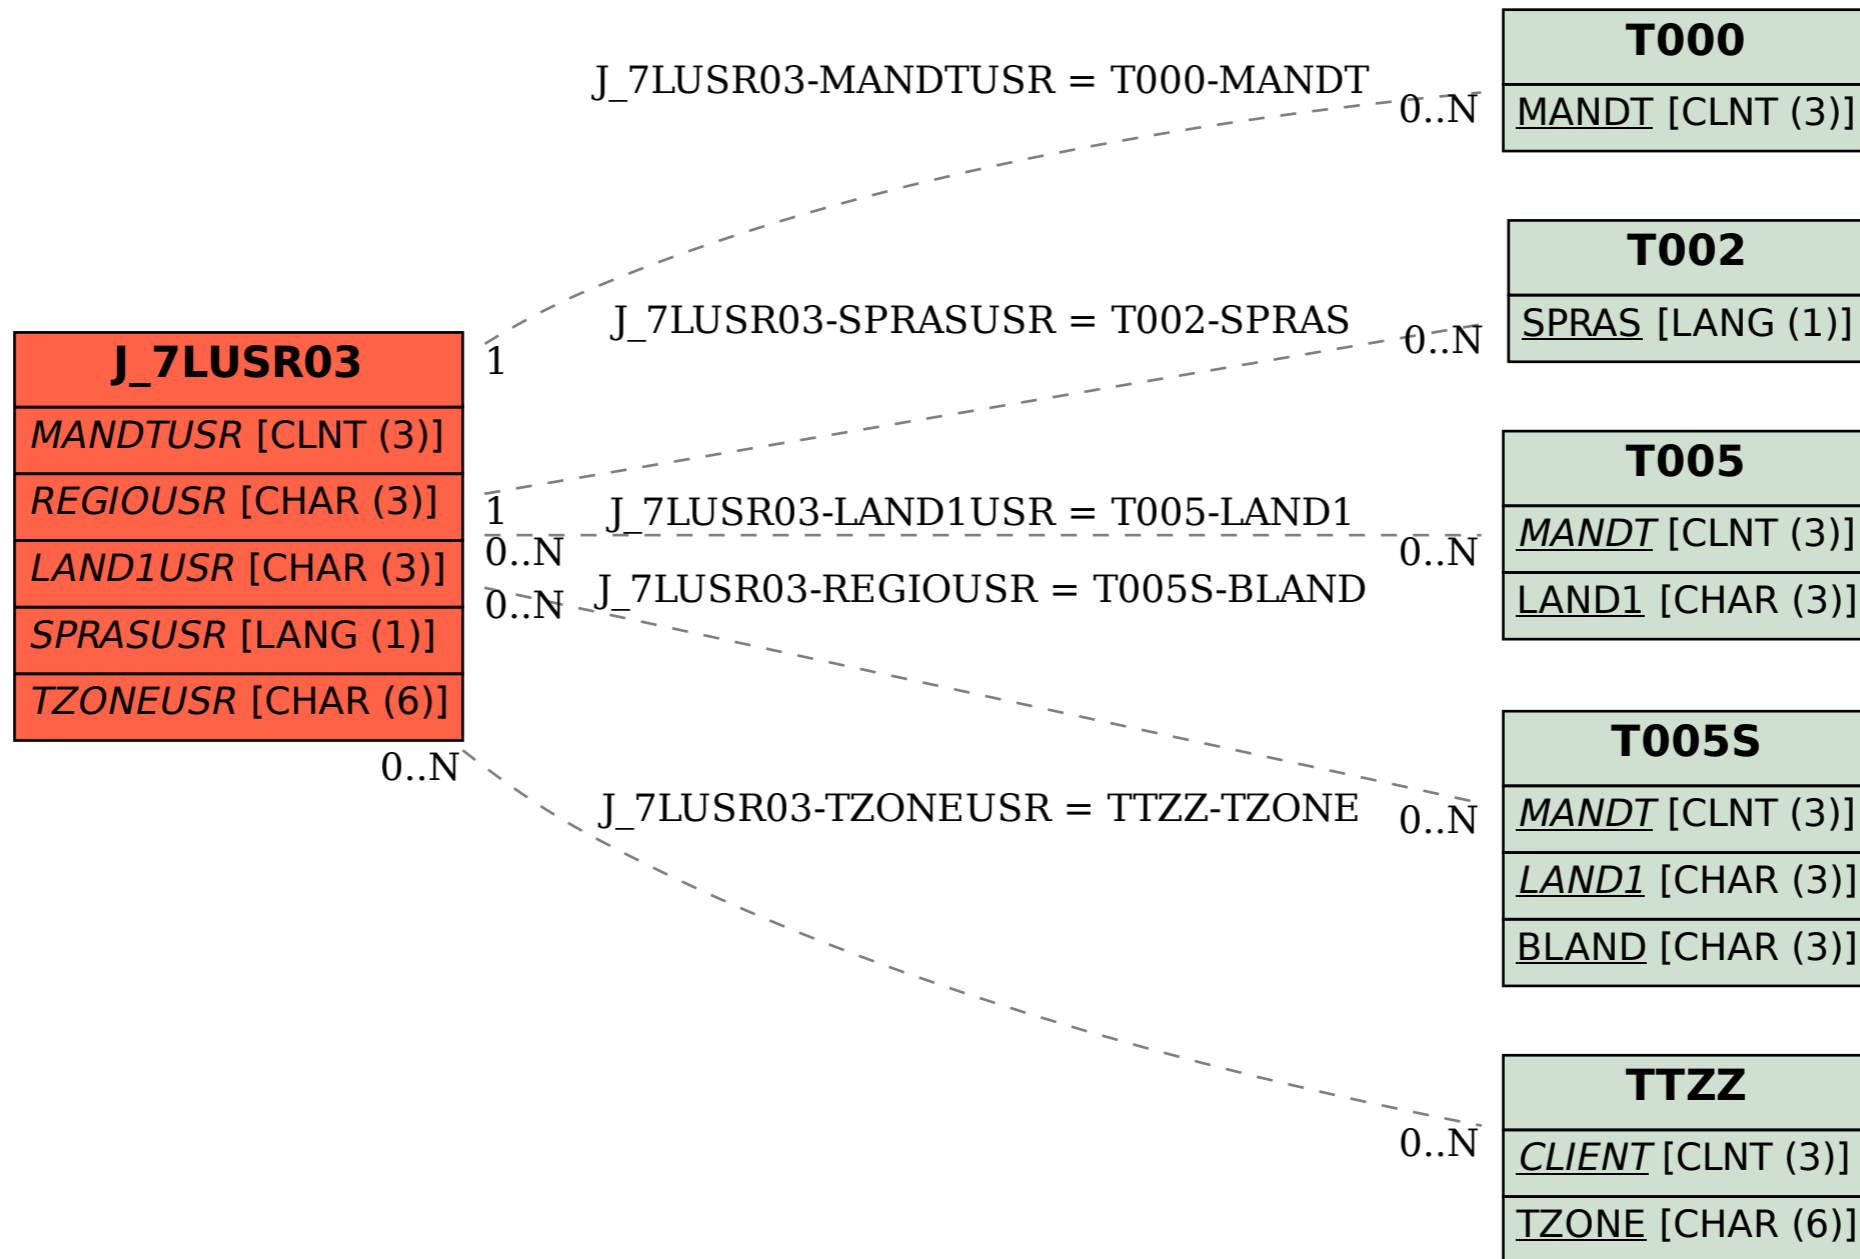 J_7LUSR03
MANDTUSR [CLNT (3)]
REGIOUSR [CHAR (3)]
LAND1USR [CHAR (3)]
SPRASUSR [LANG (1)]
TZONEUSR [CHAR (6)]
J_7LUSR03-MANDTUSR = T000-MANDT
0..N
1
J_7LUSR03-SPRASUSR = T002-SPRAS
0..N
1
J_7LUSR03-LAND1USR = T005-LAND1
0..N
0..N
J_7LUSR03-REGIOUSR = T005S-BLAND
0..N
0..N
J_7LUSR03-TZONEUSR = TTZZ-TZONE
0..N
0..N
T000
MANDT [CLNT (3)]
T002
SPRAS [LANG (1)]
T005
MANDT [CLNT (3)]
LAND1 [CHAR (3)]
T005S
MANDT [CLNT (3)]
LAND1 [CHAR (3)]
BLAND [CHAR (3)]
TTZZ
CLIENT [CLNT (3)]
TZONE [CHAR (6)]